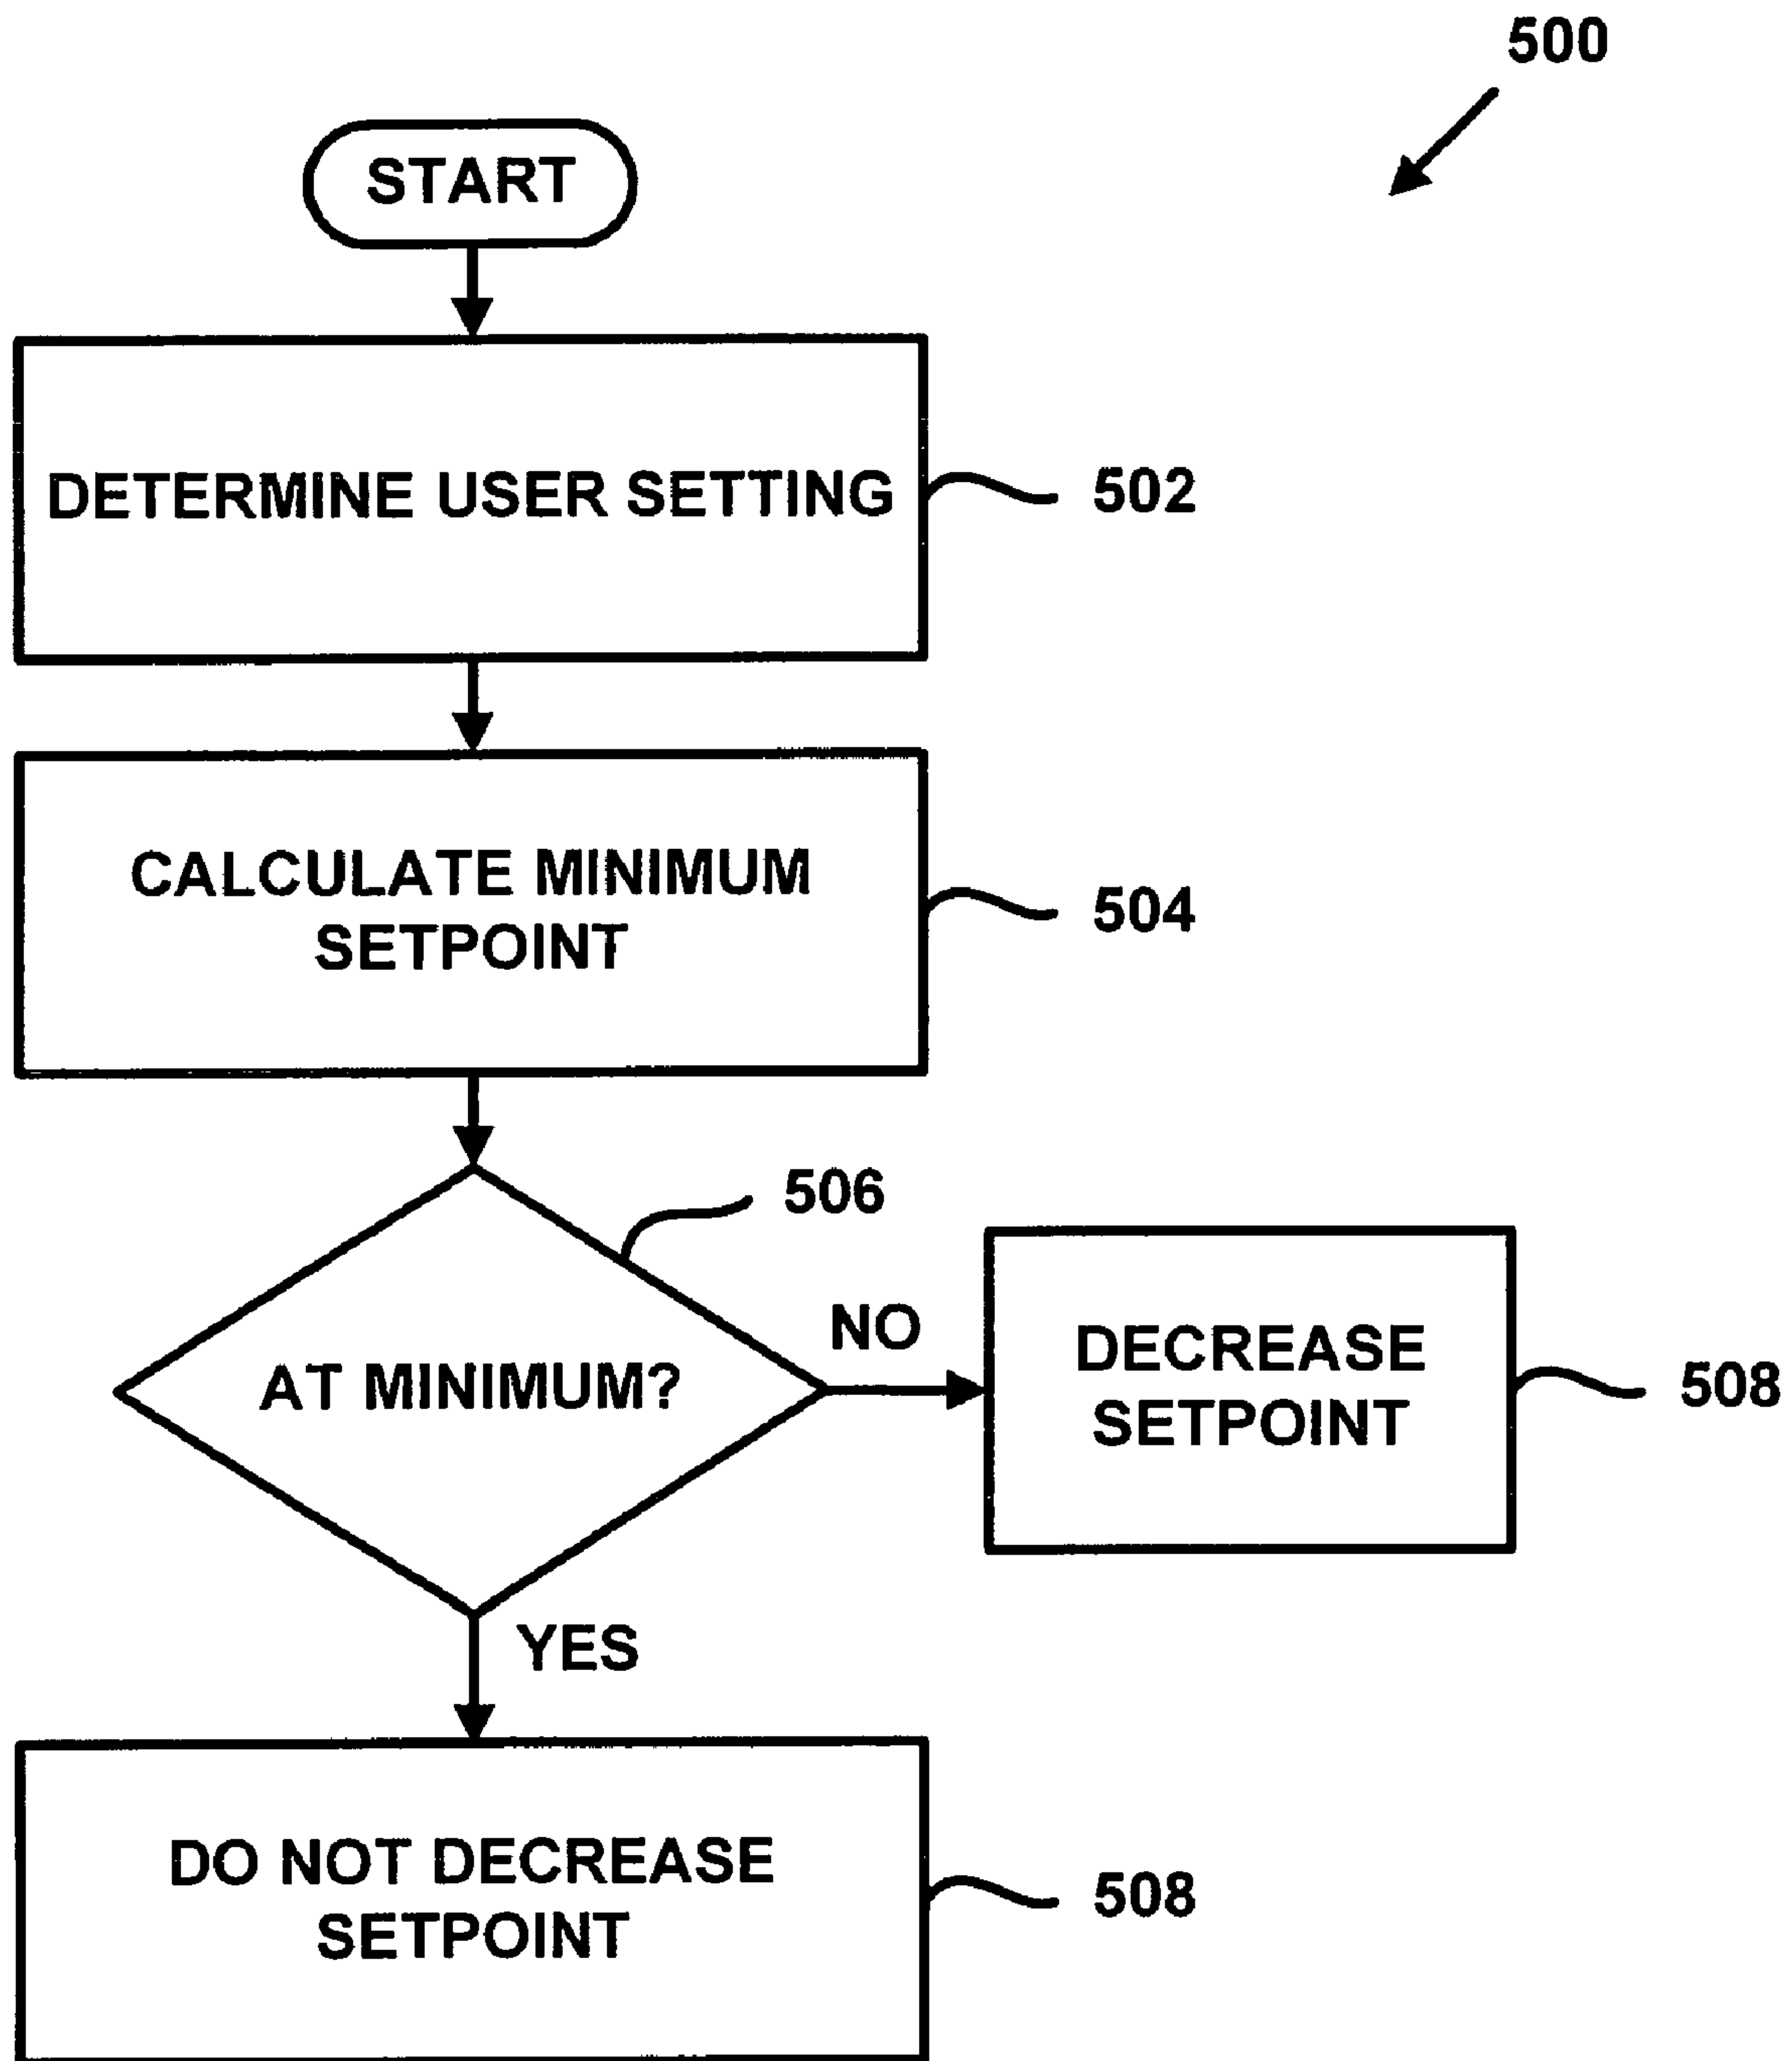 500
START
DETERMINE USER SETTING
502
CALCULATE MINIMUM
SETPOINT
504
506
AT MINIMUM?
NO
DECREASE
SETPOINT
508
YES
DO NOT DECREASE
SETPOINT
508